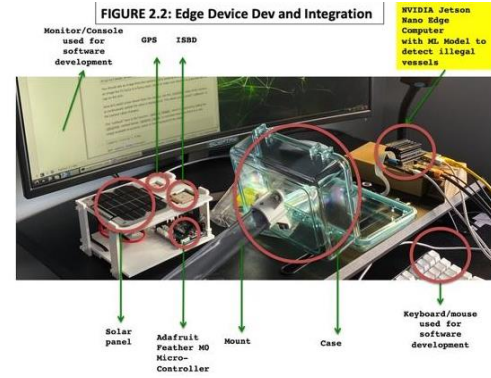 FIGURE 2.2: Edge Device Dev and Integration
Monitor/Console
used for
software
development
GPS
ISBD
NVIDIA Jetson
Nano Edge
Computer
with ML Model to
detect illegal
vessels
Solar
panel
Adafruit
Feather M0
Micro-
Controller
Mount
Case
Keyboard/mouse
used for
software
development